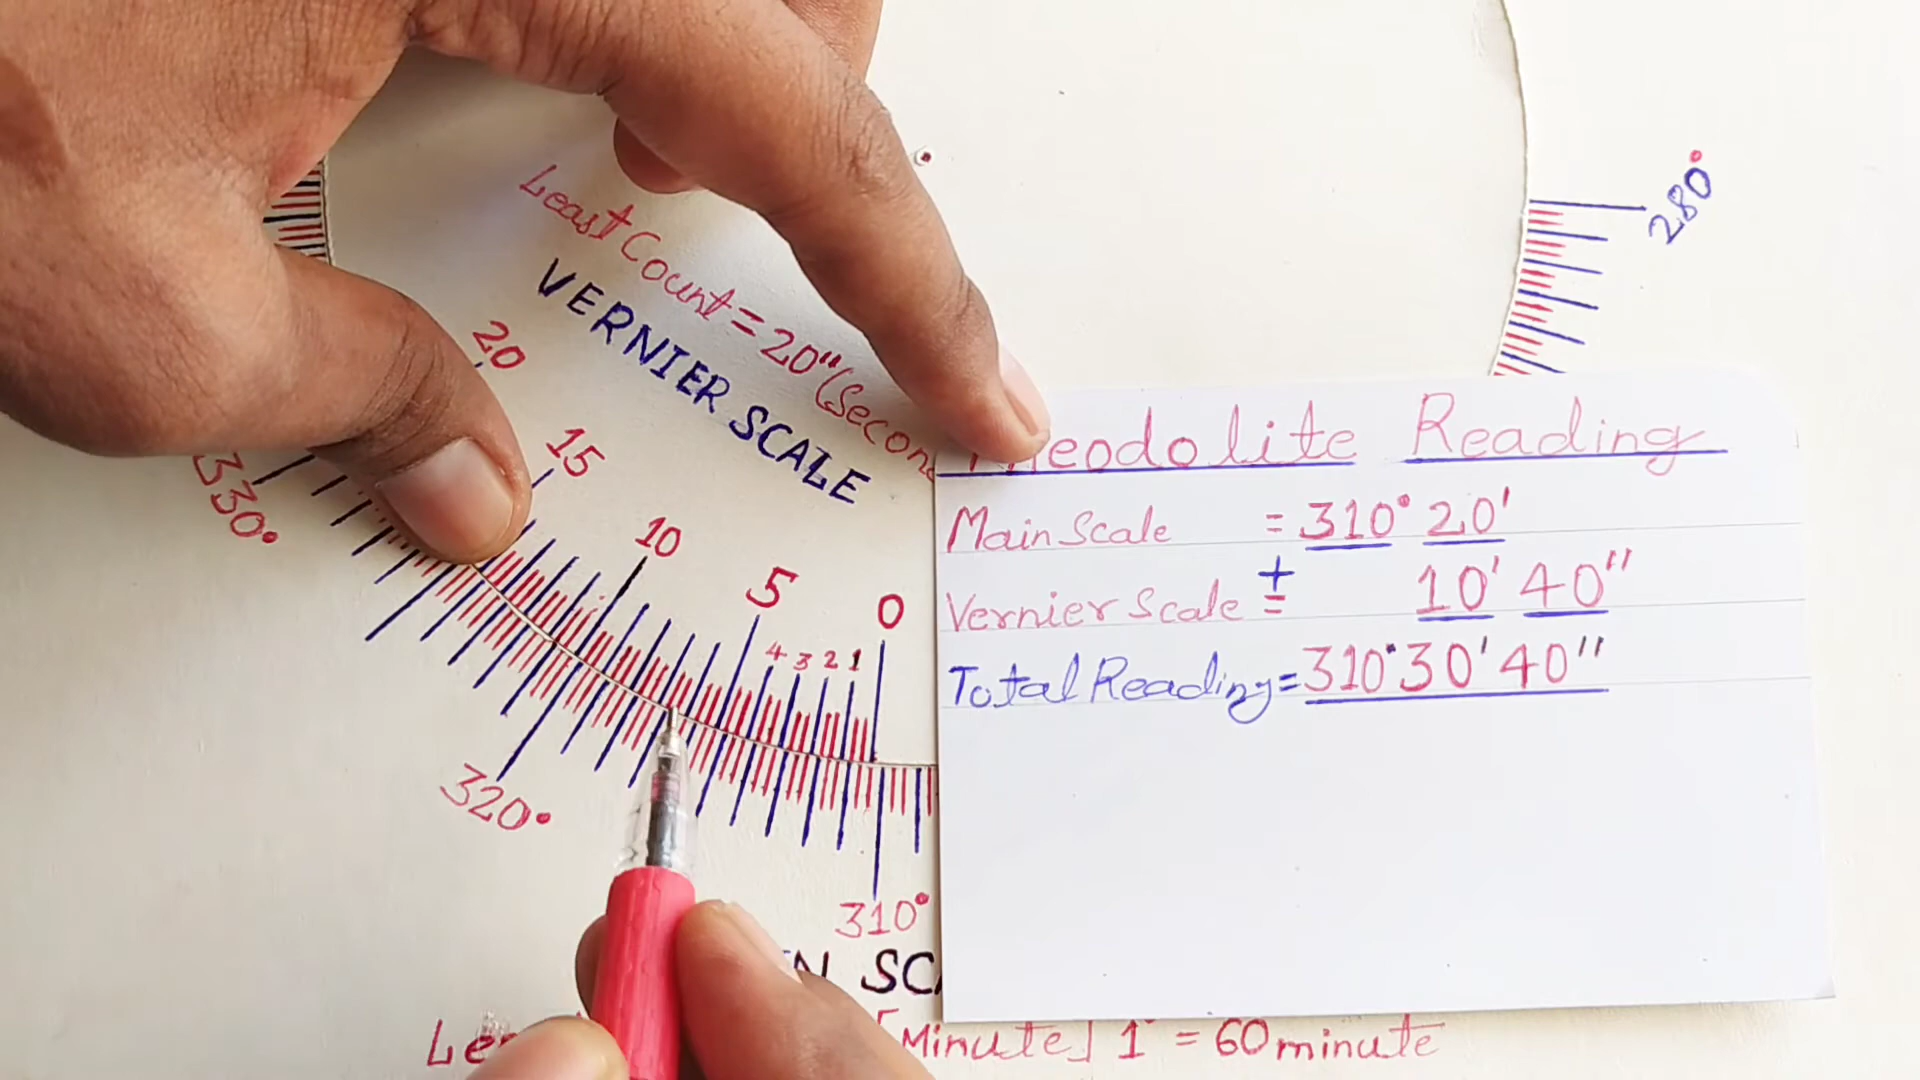 Least Count = 20" (Secon
VERNIER SCALE
20
15
10
5
0
4 3 2 1
330°
320°
310°
280°
Theodolite Reading
Main Scale = 310° 20'
+
Vernier Scale = 10' 40"
Total Reading = 310° 30' 40"
[Minute] 1° = 60 minute